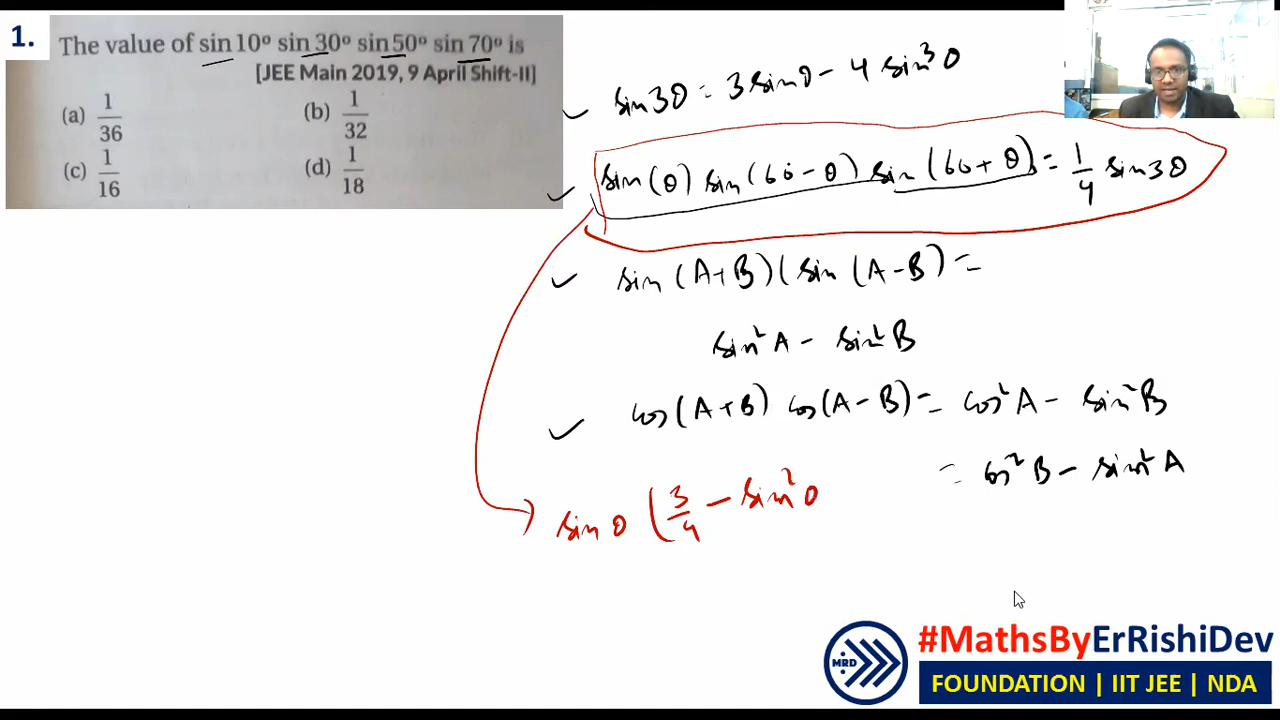 1.
The value of sin 10° sin 30° sin 50° sin 70° is
[JEE Main 2019, 9 April Shift-II]
(a) 1/36
(b) 1/32
(c) 1/16
(d) 1/18
sin3θ = 3 sinθ - 4 sin³θ
sin(θ) sin(60-θ) sin(60+θ) = 1/4 sin3θ
sin(A+B)(sin(A-B) =
sin²A - sin²B
cos(A+B) cos(A-B) = cos²A - sin²B
= cos²B - sin²A
sinθ (3/4 - sin²θ
MRD
#MathsByErRishiDev
FOUNDATION | IIT JEE | NDA